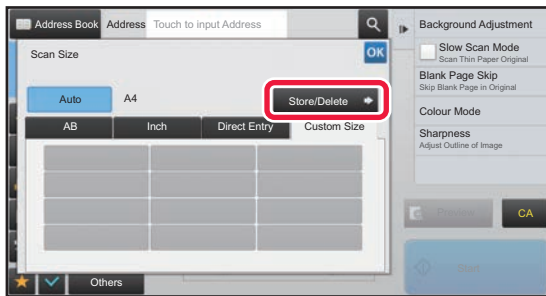 Address Book Address Touch to input Address
Scan Size
OK
Auto A4 Store/Delete
AB Inch Direct Entry Custom Size
Others
Background Adjustment
Slow Scan Mode
Scan Thin Paper Original
Blank Page Skip
Skip Blank Page in Original
Colour Mode
Sharpness
Adjust Outline of Image
Preview CA
Start